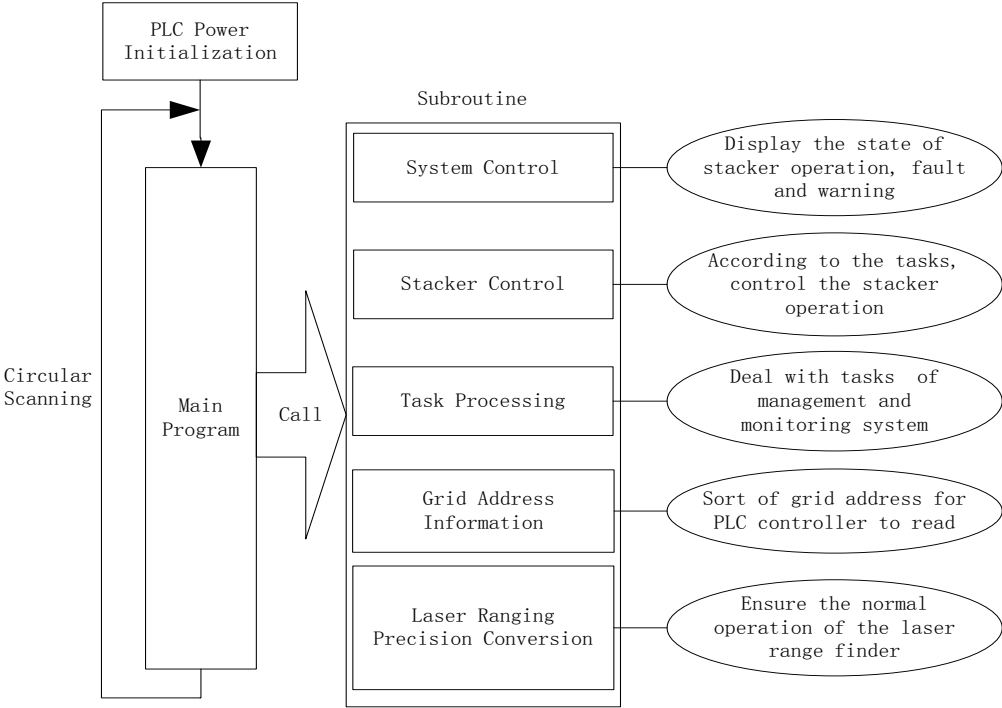 PLC Power
Initialization
Subroutine
System Control
Display the state of
stacker operation, fault
and warning
Stacker Control
According to the tasks,
control the stacker
operation
Circular
Scanning
Main
Program
Call
Task Processing
Deal with tasks of
management and
monitoring system
Grid Address
Information
Sort of grid address for
PLC controller to read
Laser Ranging
Precision Conversion
Ensure the normal
operation of the laser
range finder